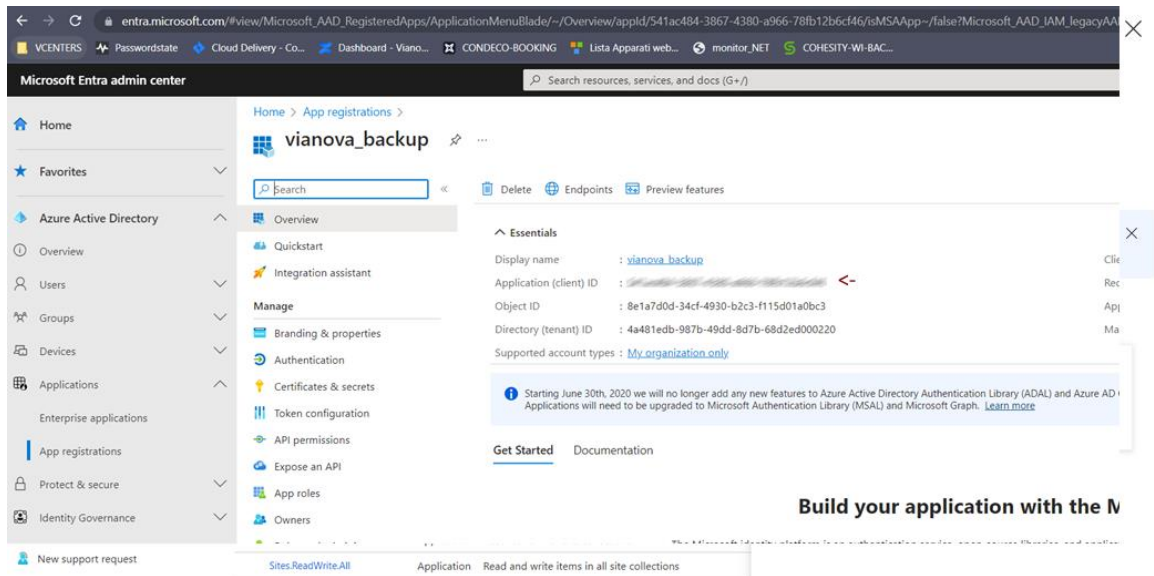 entra.microsoft.com/#view/Microsoft_AAD_RegisteredApps/ApplicationMenuBlade/~/Overview/appId/541ac484-3867-4380-a966-78fb12b6cf46/isMSAApp~/false?Microsoft_AAD_IAM_legacyAA
VCENTERS Passwordstate Cloud Delivery - Co... Dashboard - Viano... CONDECO-BOOKING Lista Apparati web... monitor_NET COHESITY-WI-BAC...
Microsoft Entra admin center
Search resources, services, and docs (G+/)
Home > App registrations >
vianova_backup
Home
Favorites
Azure Active Directory
Overview
Users
Groups
Devices
Applications
Enterprise applications
App registrations
Protect & secure
Identity Governance
New support request
Search
Overview
Quickstart
Integration assistant
Manage
Branding & properties
Authentication
Certificates & secrets
Token configuration
API permissions
Expose an API
App roles
Owners
Delete Endpoints Preview features
Essentials
Display name : vianova_backup
Application (client) ID : <-
Object ID : 8e1a7d0d-34cf-4930-b2c3-f115d01a0bc3
Directory (tenant) ID : 4a481edb-987b-49dd-8d7b-68d2ed000220
Supported account types : My organization only
Clie
Rec
App
Ma
Starting June 30th, 2020 we will no longer add any new features to Azure Active Directory Authentication Library (ADAL) and Azure AD
Applications will need to be upgraded to Microsoft Authentication Library (MSAL) and Microsoft Graph. Learn more
Get Started Documentation
Build your application with the M
Sites.ReadWrite.All Application Read and write items in all site collections